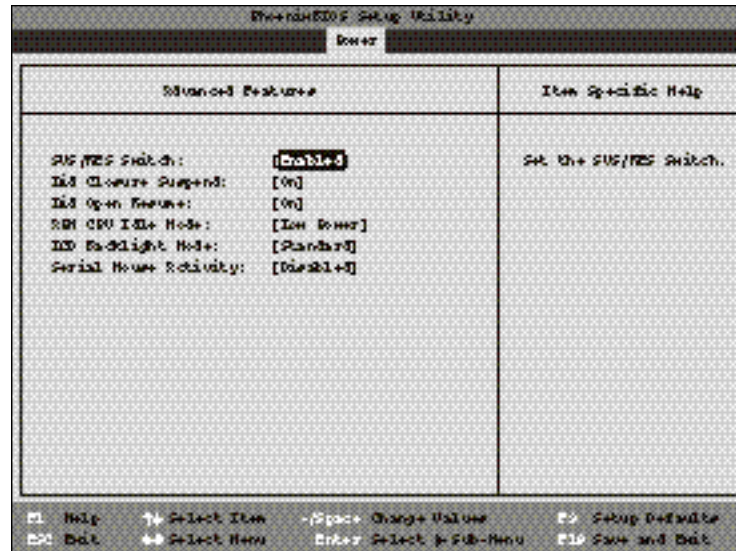 PhoenixBIOS Setup Utility
Power
Advanced Features
Item Specific Help
SUS/RES Switch: [Enabled]
Set the SUS/RES Switch.
Lid Closure Suspend: [On]
Lid Open Resume: [On]
CPU Idle Mode: [Low Power]
LCD Backlight Mode: [Standard]
Serial Mouse Activity: [Disabled]
F1 Help ↑↓ Select Item -/Space Change Values F9 Setup Defaults
ESC Exit ←→ Select Menu Enter Select ▶ Sub-Menu F10 Save and Exit